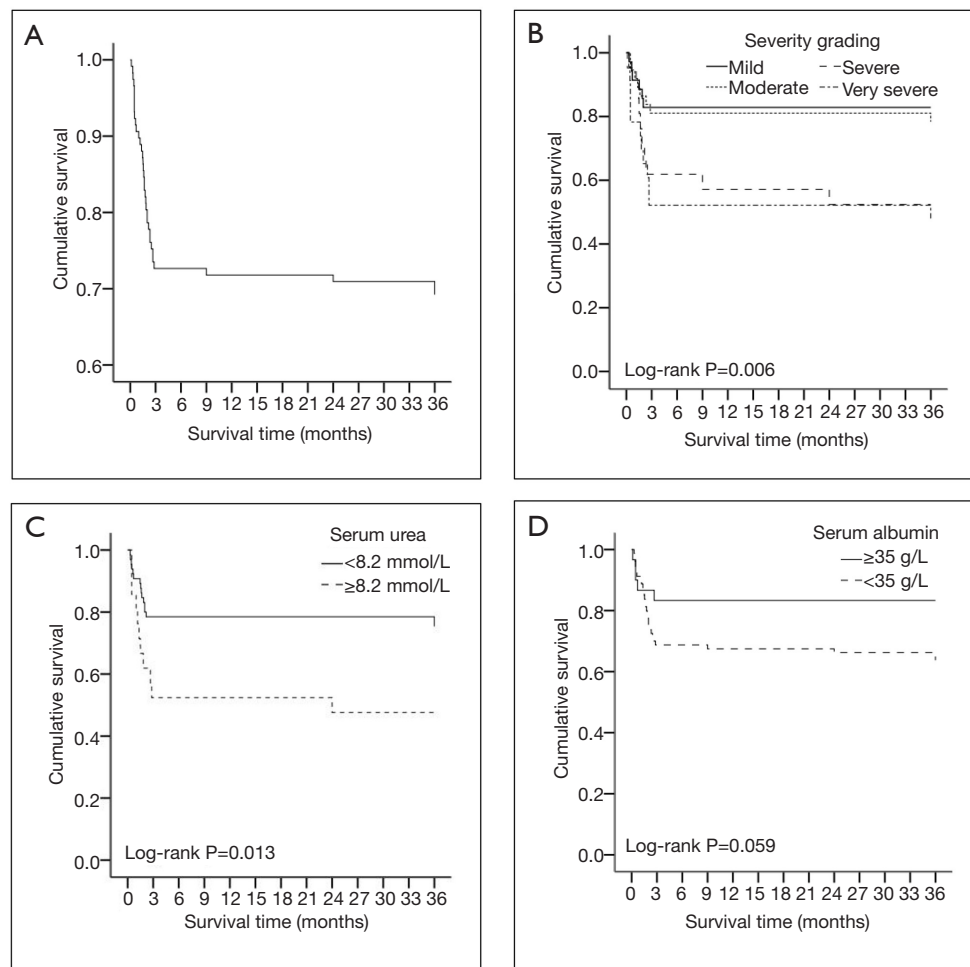 A
1.0
0.9
0.8
0.7
0.6
Cumulative survival
0 3 6 9 12 15 18 21 24 27 30 33 36
Survival time (months)
B
Severity grading
Mild Severe
Moderate Very severe
1.0
0.8
0.6
0.4
0.2
0.0
Cumulative survival
Log-rank P=0.006
0 3 6 9 12 15 18 21 24 27 30 33 36
Survival time (months)
C
Serum urea
<8.2 mmol/L
≥8.2 mmol/L
1.0
0.8
0.6
0.4
0.2
0.0
Cumulative survival
Log-rank P=0.013
0 3 6 9 12 15 18 21 24 27 30 33 36
Survival time (months)
D
Serum albumin
≥35 g/L
<35 g/L
1.0
0.8
0.6
0.4
0.2
0.0
Cumulative survival
Log-rank P=0.059
0 3 6 9 12 15 18 21 24 27 30 33 36
Survival time (months)